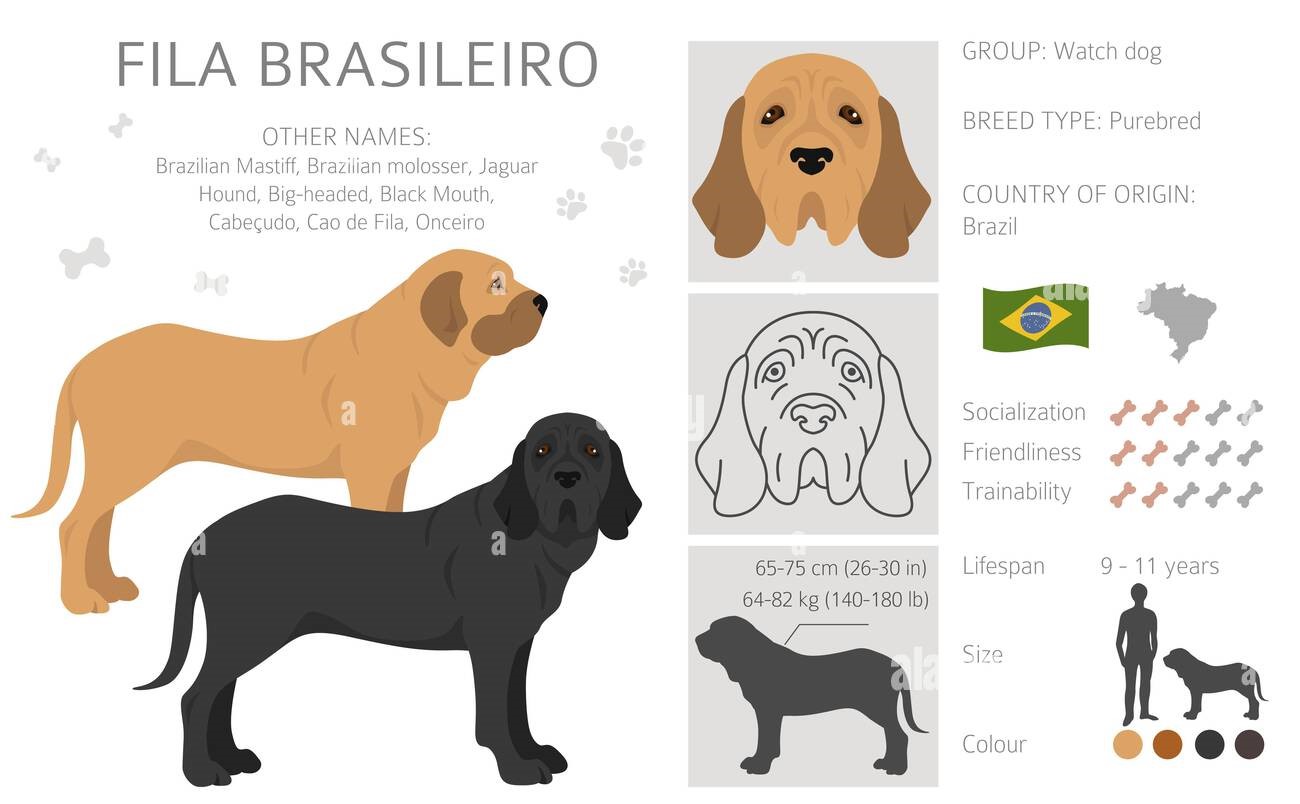 FILA BRASILEIRO
OTHER NAMES:
Brazilian Mastiff, Brazilian molosser, Jaguar
Hound, Big-headed, Black Mouth,
Cabeçudo, Cao de Fila, Onceiro
GROUP: Watch dog
BREED TYPE: Purebred
COUNTRY OF ORIGIN:
Brazil
Socialization
Friendliness
Trainability
65-75 cm (26-30 in)
64-82 kg (140-180 lb)
Lifespan 9 - 11 years
Size
Colour
a
a
a
a
a
a
a